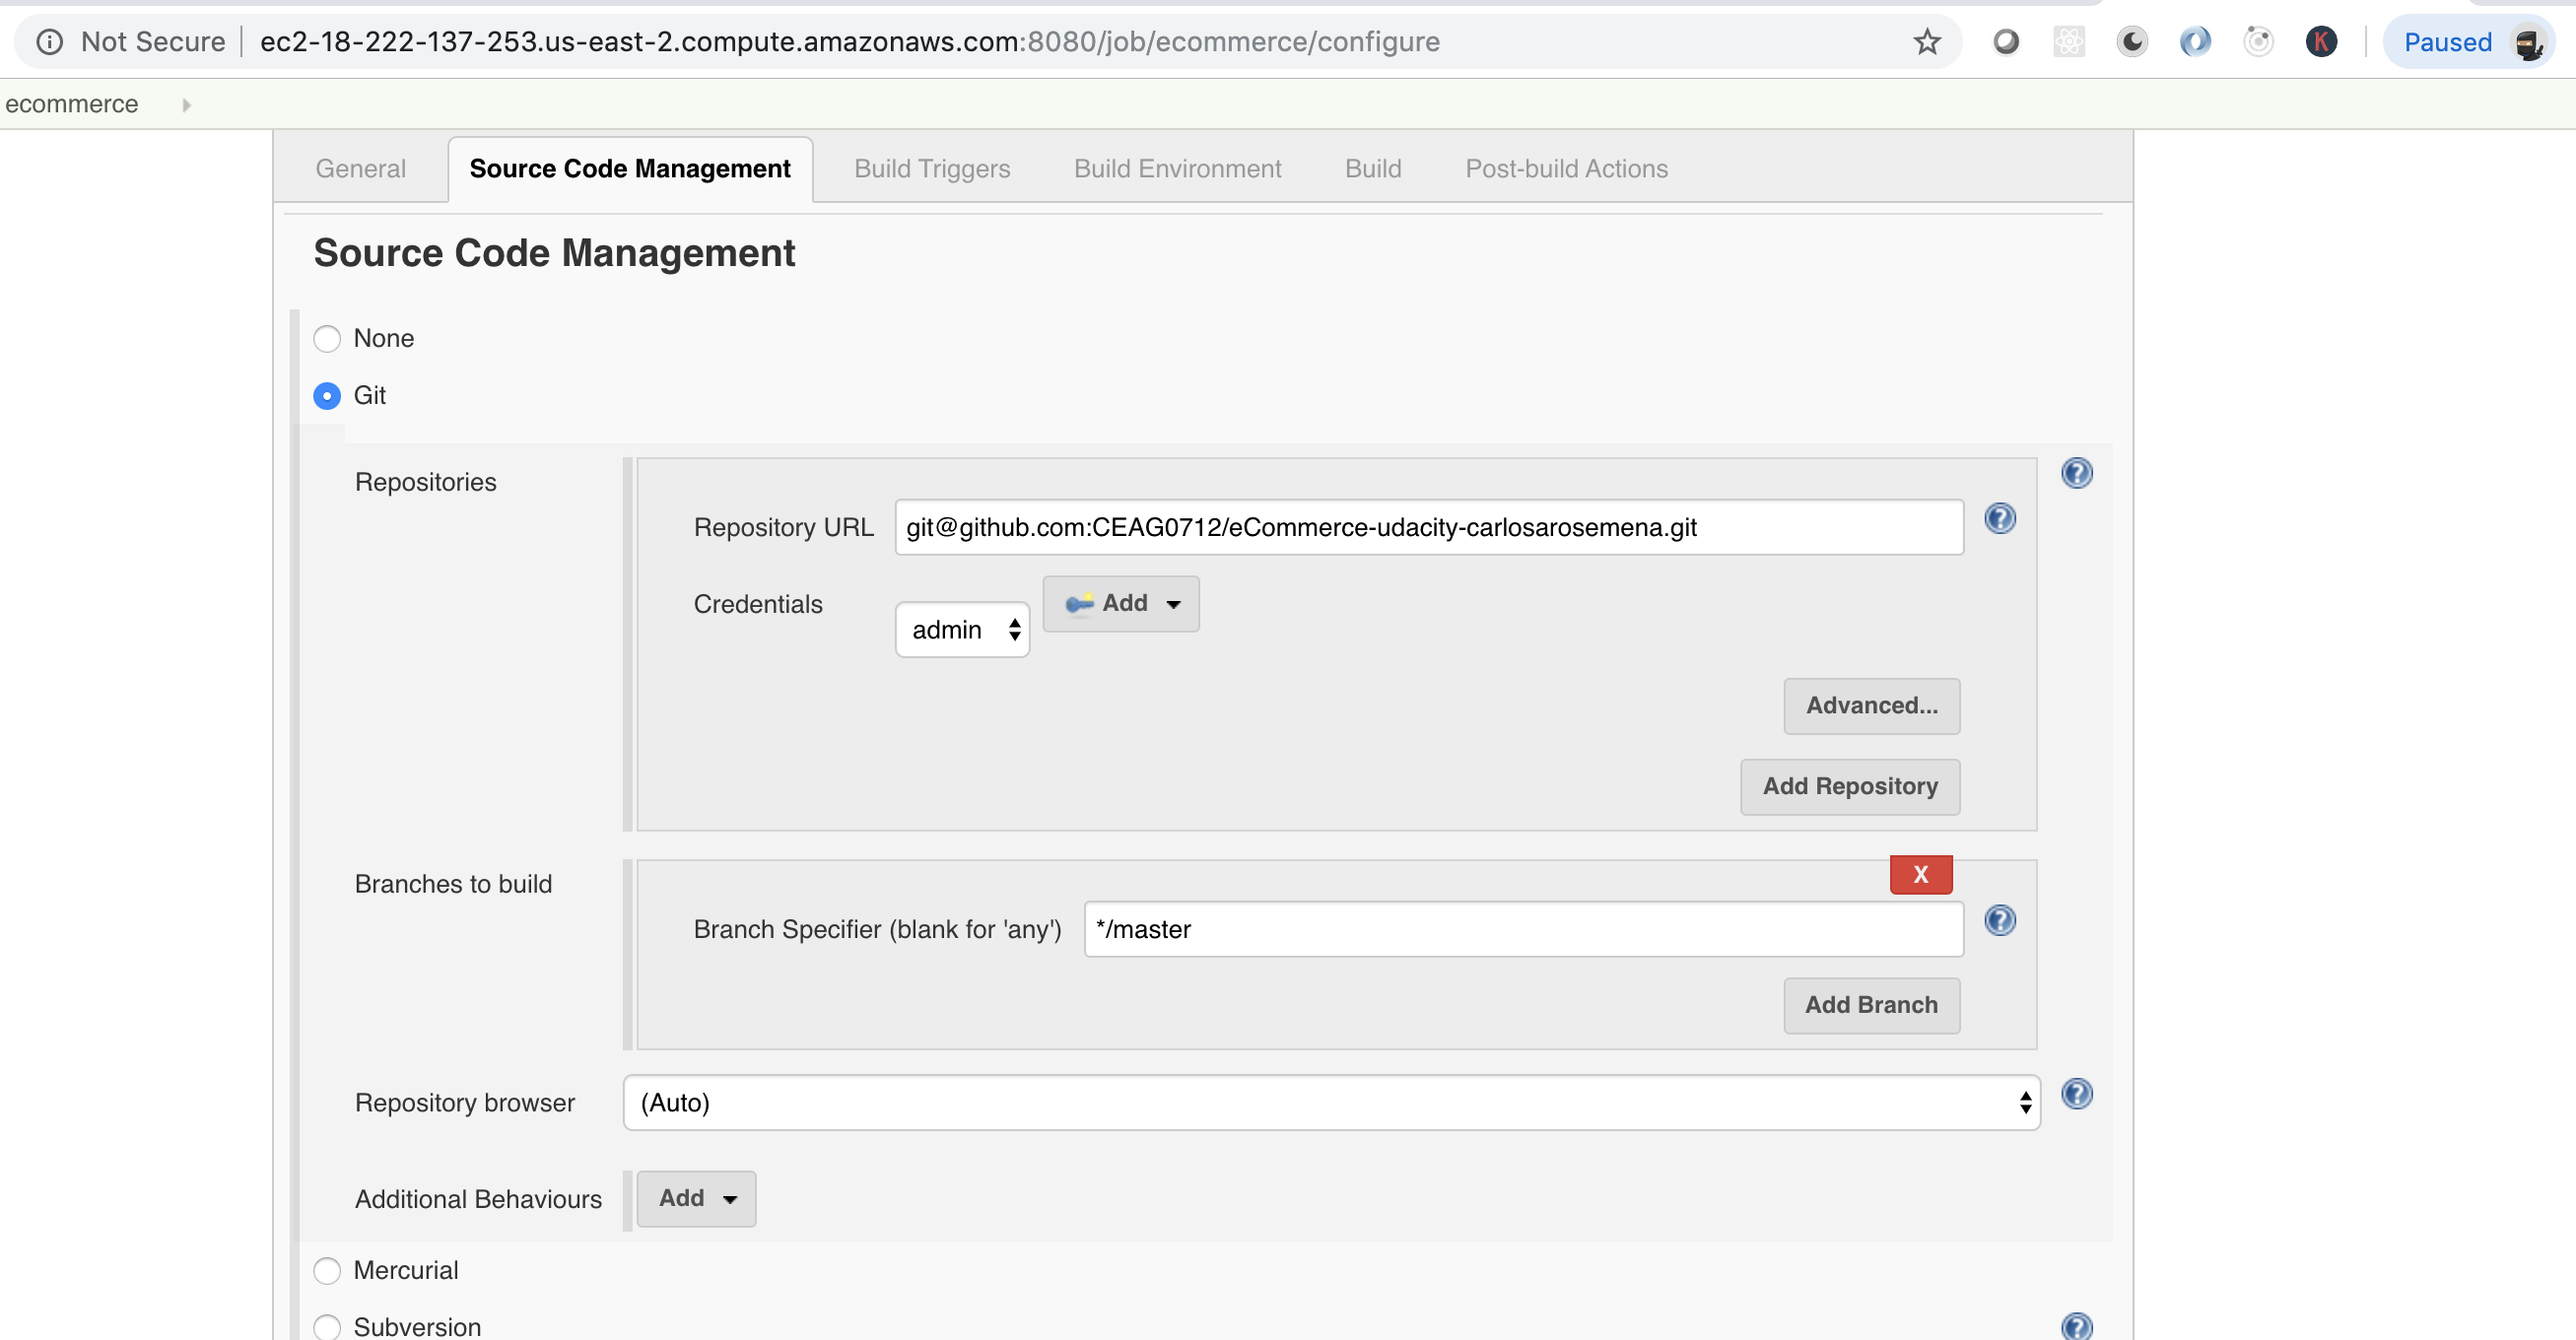 Not Secure | ec2-18-222-137-253.us-east-2.compute.amazonaws.com:8080/job/ecommerce/configure Paused
ecommerce
General Source Code Management Build Triggers Build Environment Build Post-build Actions
Source Code Management
None
Git
Repositories
Repository URL git@github.com:CEAG0712/eCommerce-udacity-carlosarosemena.git
Credentials admin Add
Advanced...
Add Repository
Branches to build
X
Branch Specifier (blank for 'any') */master
Add Branch
Repository browser (Auto)
Additional Behaviours Add
Mercurial
Subversion